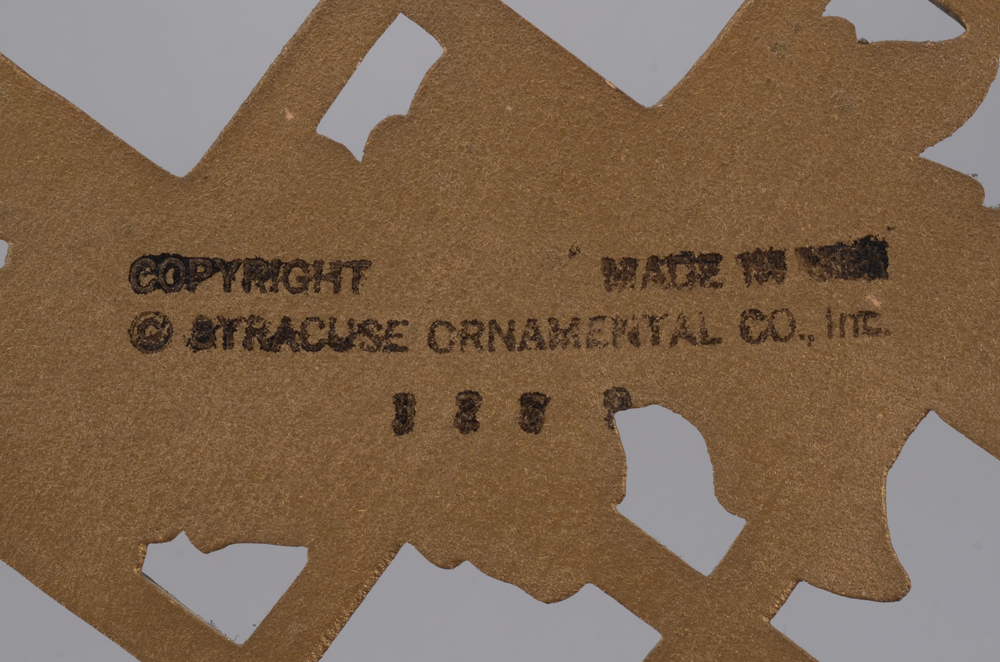 COPYRIGHT MADE IN
© SYRACUSE ORNAMENTAL CO., Inc.